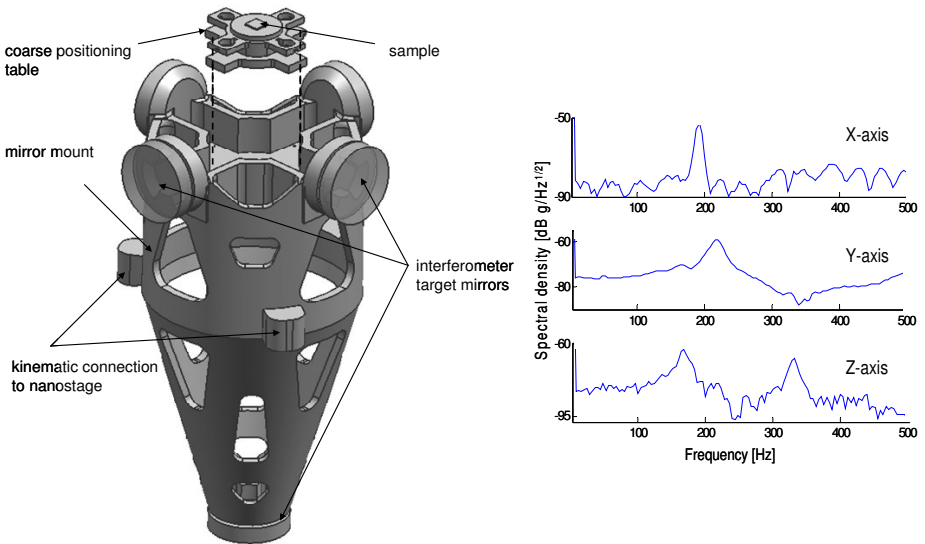 coarse positioning
table
sample
mirror mount
interferometer
target mirrors
kinematic connection
to nanostage
Spectral density [dB g/Hz^1/2]
-50
X-axis
-90
100 200 300 400 500
-60
Y-axis
-80
100 200 300 400 500
-60
Z-axis
-95
100 200 300 400 500
Frequency [Hz]